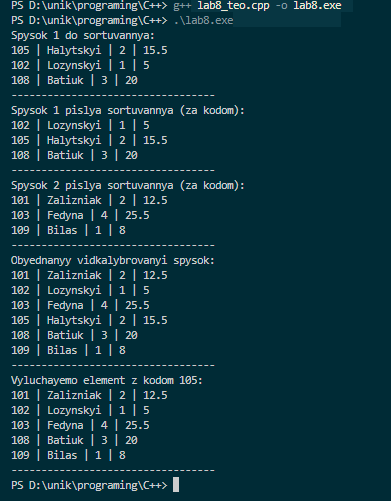 PS D:\unik\programing\C++> g++ lab8_teo.cpp -o lab8.exe
PS D:\unik\programing\C++> .\lab8.exe
Spysok 1 do sortuvannya:
105 | Halytskyi | 2 | 15.5
102 | Lozynskyi | 1 | 5
108 | Batiuk | 3 | 20
----------------------------------
Spysok 1 pislya sortuvannya (za kodom):
102 | Lozynskyi | 1 | 5
105 | Halytskyi | 2 | 15.5
108 | Batiuk | 3 | 20
----------------------------------
Spysok 2 pislya sortuvannya (za kodom):
101 | Zalizniak | 2 | 12.5
103 | Fedyna | 4 | 25.5
109 | Bilas | 1 | 8
----------------------------------
Obyednanyy vidkalybrovanyi spysok:
101 | Zalizniak | 2 | 12.5
102 | Lozynskyi | 1 | 5
103 | Fedyna | 4 | 25.5
105 | Halytskyi | 2 | 15.5
108 | Batiuk | 3 | 20
109 | Bilas | 1 | 8
----------------------------------
Vyluchayemo element z kodom 105:
101 | Zalizniak | 2 | 12.5
102 | Lozynskyi | 1 | 5
103 | Fedyna | 4 | 25.5
108 | Batiuk | 3 | 20
109 | Bilas | 1 | 8
----------------------------------
PS D:\unik\programing\C++>